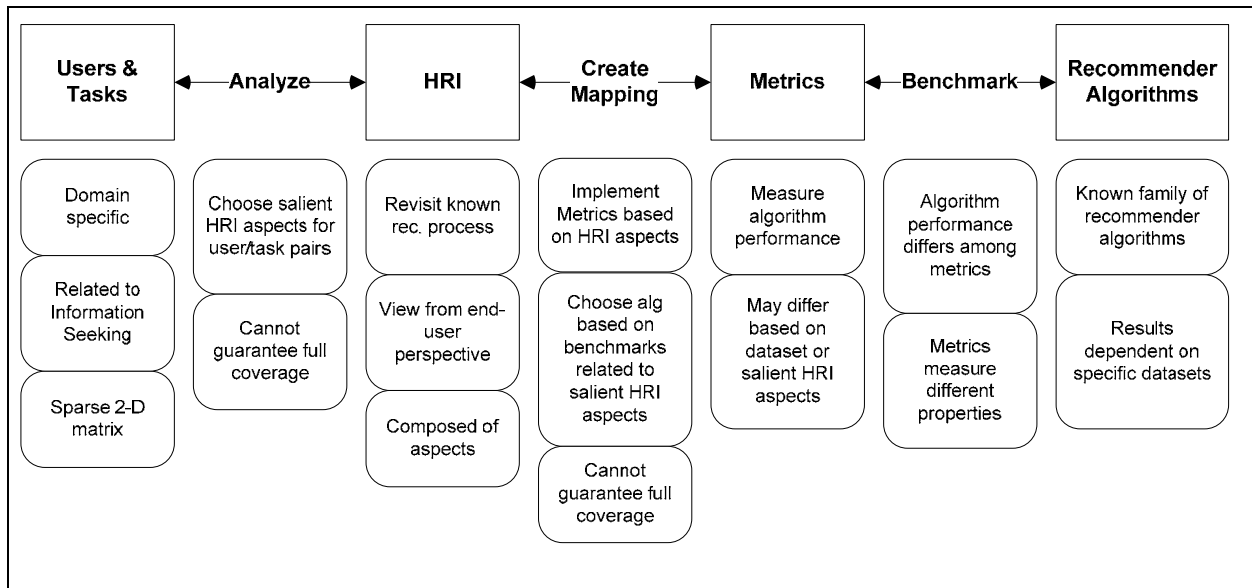 Users &
Tasks
Analyze
HRI
Create
Mapping
Metrics
Benchmark
Recommender
Algorithms
Domain
specific
Related to
Information
Seeking
Sparse 2-D
matrix
Choose salient
HRI aspects for
user/task pairs
Cannot
guarantee full
coverage
Revisit known
rec. process
View from end-
user
perspective
Composed of
aspects
Implement
Metrics based
on HRI aspects
Choose alg
based on
benchmarks
related to
salient HRI
aspects
Cannot
guarantee full
coverage
Measure
algorithm
performance
May differ
based on
dataset or
salient HRI
aspects
Algorithm
performance
differs among
metrics
Metrics
measure
different
properties
Known family of
recommender
algorithms
Results
dependent on
specific datasets